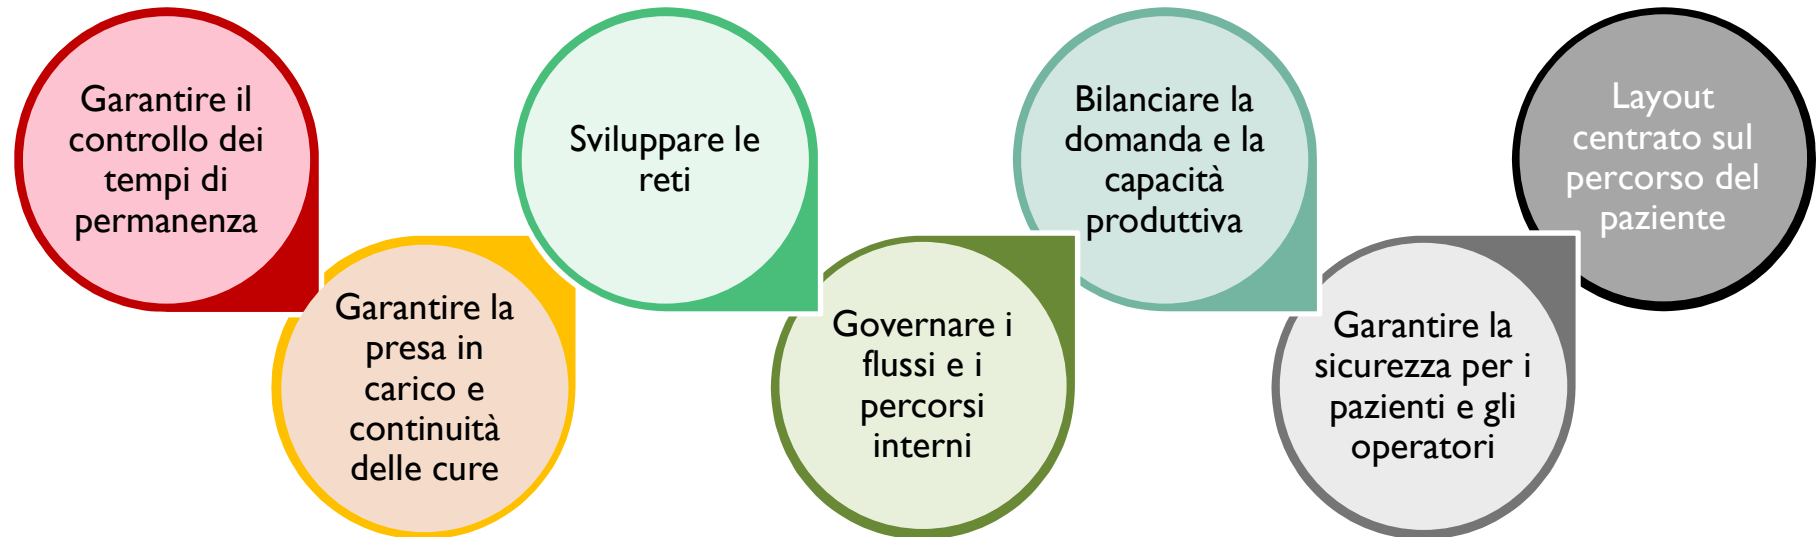 Garantire il
controllo dei
tempi di
permanenza
Garantire la
presa in
carico e
continuità
delle cure
Sviluppare le
reti
Governare i
flussi e i
percorsi
interni
Bilanciare la
domanda e la
capacità
produttiva
Garantire la
sicurezza per i
pazienti e gli
operatori
Layout
centrato sul
percorso del
paziente